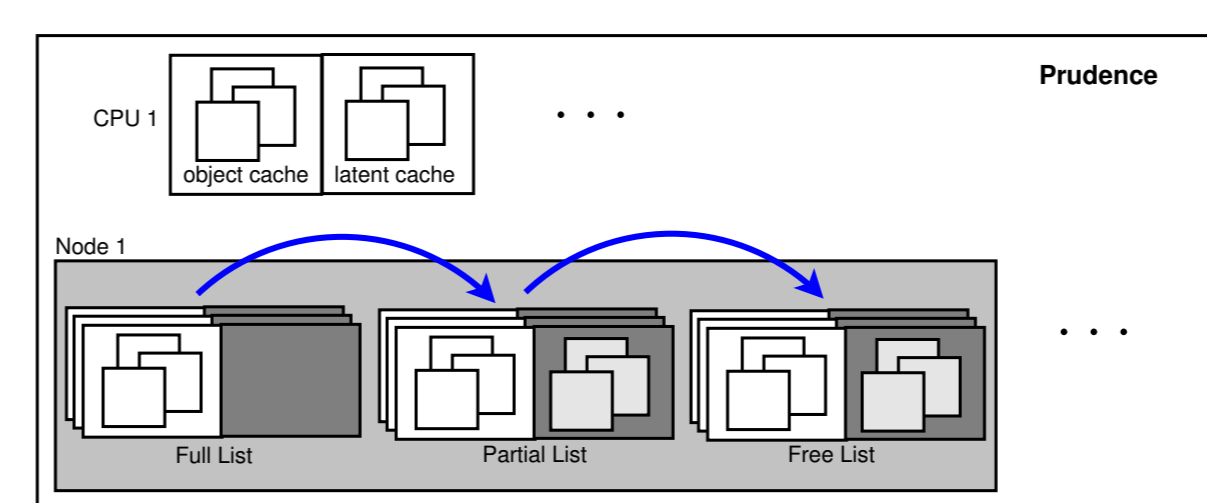 Prudence
CPU 1
object cache
latent cache
. . .
Node 1
. . .
Full List
Partial List
Free List